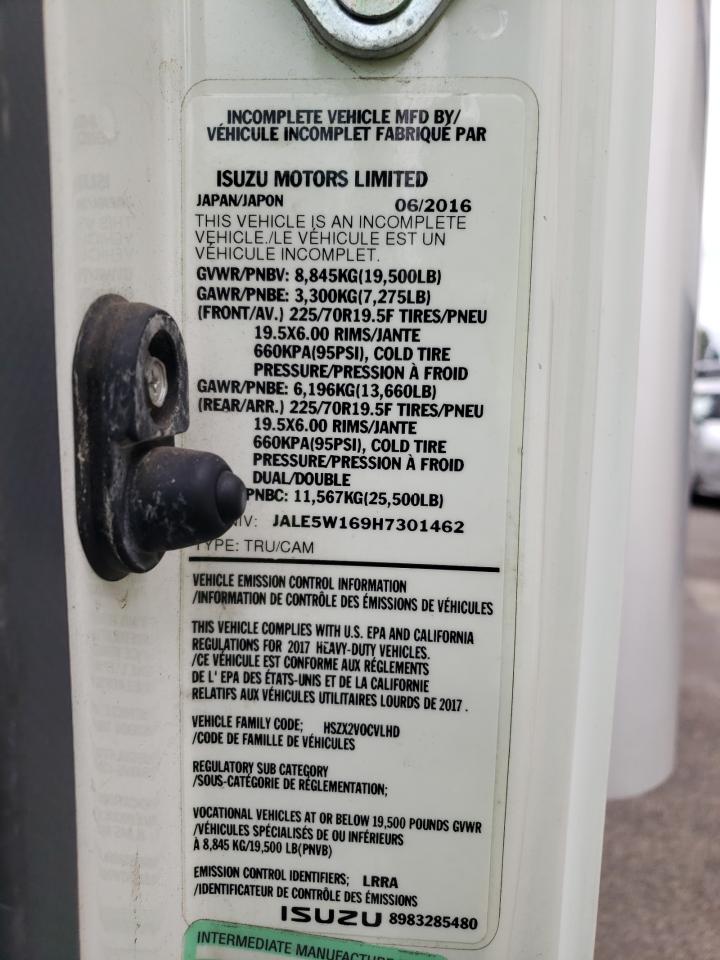 INCOMPLETE VEHICLE MFD BY/
VÉHICULE INCOMPLET FABRIQUÉ PAR
ISUZU MOTORS LIMITED
JAPAN/JAPON 06/2016
THIS VEHICLE IS AN INCOMPLETE
VEHICLE./LE VÉHICULE EST UN
VÉHICULE INCOMPLET.
GVWR/PNBV: 8,845KG(19,500LB)
GAWR/PNBE: 3,300KG(7,275LB)
(FRONT/AV.) 225/70R19.5F TIRES/PNEU
19.5X6.00 RIMS/JANTE
660KPA(95PSI), COLD TIRE
PRESSURE/PRESSION À FROID
GAWR/PNBE: 6,196KG(13,660LB)
(REAR/ARR.) 225/70R19.5F TIRES/PNEU
19.5X6.00 RIMS/JANTE
660KPA(95PSI), COLD TIRE
PRESSURE/PRESSION À FROID
DUAL/DOUBLE
PNBC: 11,567KG(25,500LB)
NIV: JALE5W169H7301462
TYPE: TRU/CAM
VEHICLE EMISSION CONTROL INFORMATION
/INFORMATION DE CONTRÔLE DES ÉMISSIONS DE VÉHICULES
THIS VEHICLE COMPLIES WITH U.S. EPA AND CALIFORNIA
REGULATIONS FOR 2017 HEAVY-DUTY VEHICLES.
/CE VÉHICULE EST CONFORME AUX RÉGLEMENTS
DE L' EPA DES ÉTATS-UNIS ET DE LA CALIFORNIE
RELATIFS AUX VÉHICULES UTILITAIRES LOURDS DE 2017 .
VEHICLE FAMILY CODE; HSZX2VOCVLHD
/CODE DE FAMILLE DE VÉHICULES
REGULATORY SUB CATEGORY
/SOUS-CATÉGORIE DE RÉGLEMENTATION;
VOCATIONAL VEHICLES AT OR BELOW 19,500 POUNDS GVWR
/VÉHICULES SPÉCIALISÉS DE OU INFÉRIEURS
À 8,845 KG/19,500 LB(PNVB)
EMISSION CONTROL IDENTIFIERS; LRRA
/IDENTIFICATEUR DE CONTRÔLE DES ÉMISSIONS
ISUZU 8983285480
INTERMEDIATE MANUFACTURE